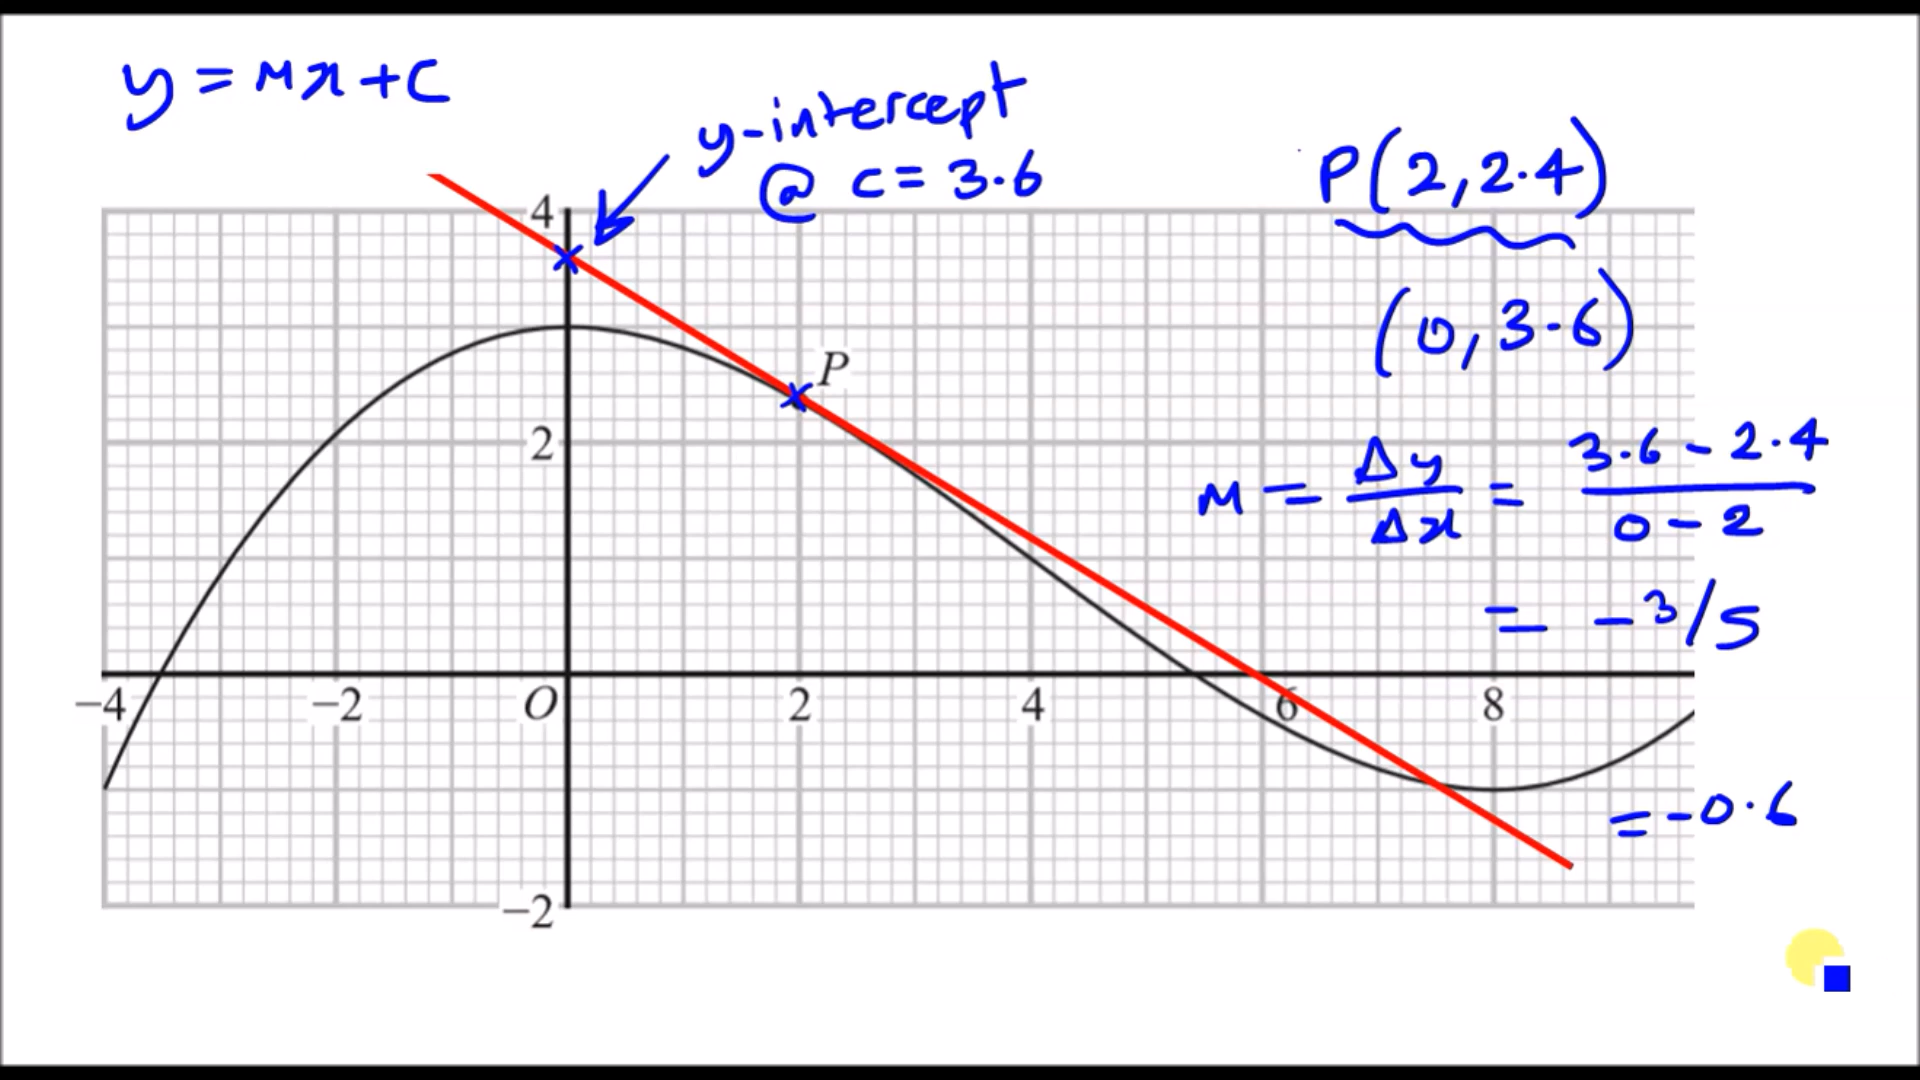 y = mx + c
y-intercept
@ c = 3.6
P(2, 2.4)
(0, 3.6)
m = Δy/Δx = 3.6 - 2.4 / 0 - 2
= -3/5
= -0.6
4
P
2
−4 −2 O 2 4 6 8
−2